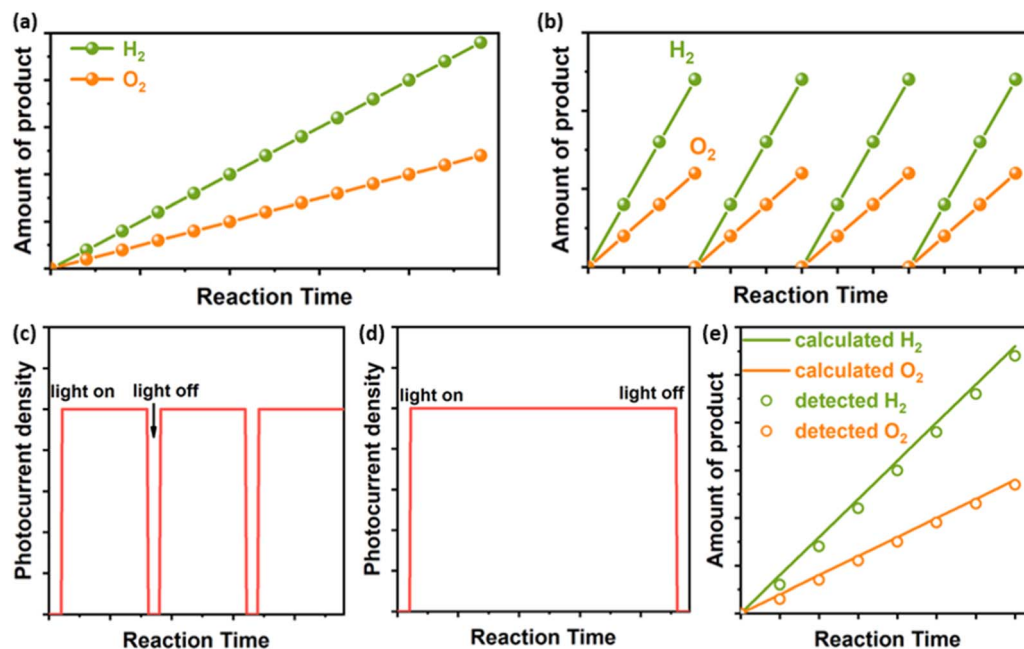 (a)
H₂
O₂
Amount of product
Reaction Time
(b)
H₂
O₂
Amount of product
Reaction Time
(c)
light on
light off
Photocurrent density
Reaction Time
(d)
light on
light off
Photocurrent density
Reaction Time
(e)
calculated H₂
calculated O₂
detected H₂
detected O₂
Amount of product
Reaction Time